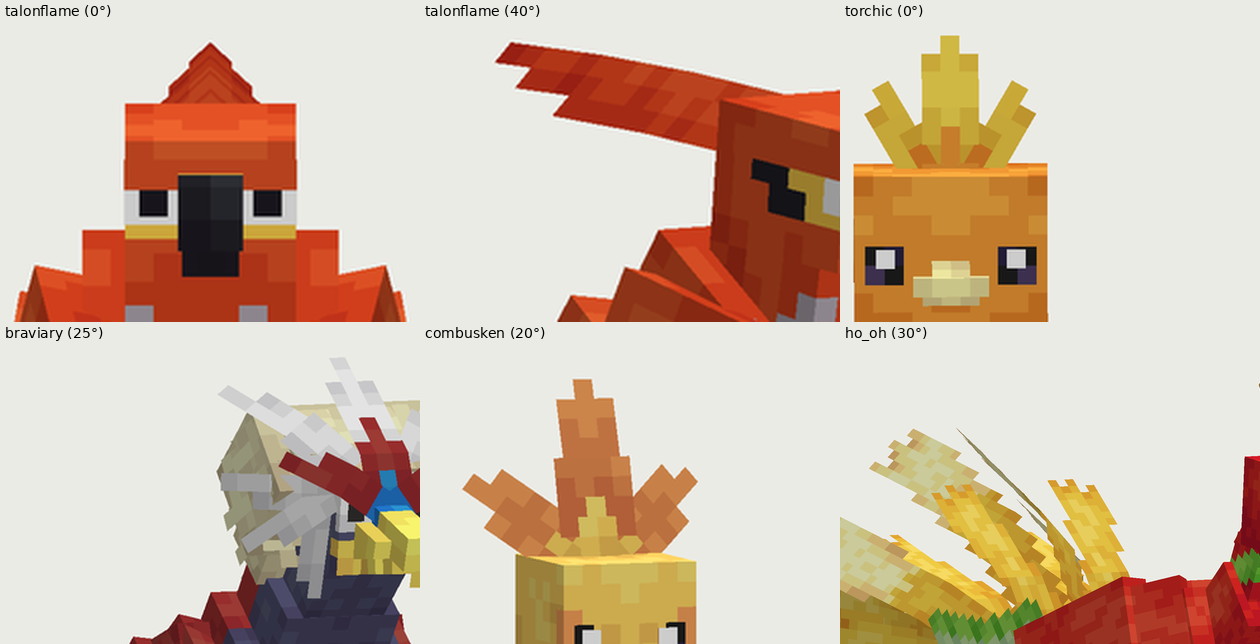 talonflame (0°)
talonflame (40°)
torchic (0°)
braviary (25°)
combusken (20°)
ho_oh (30°)